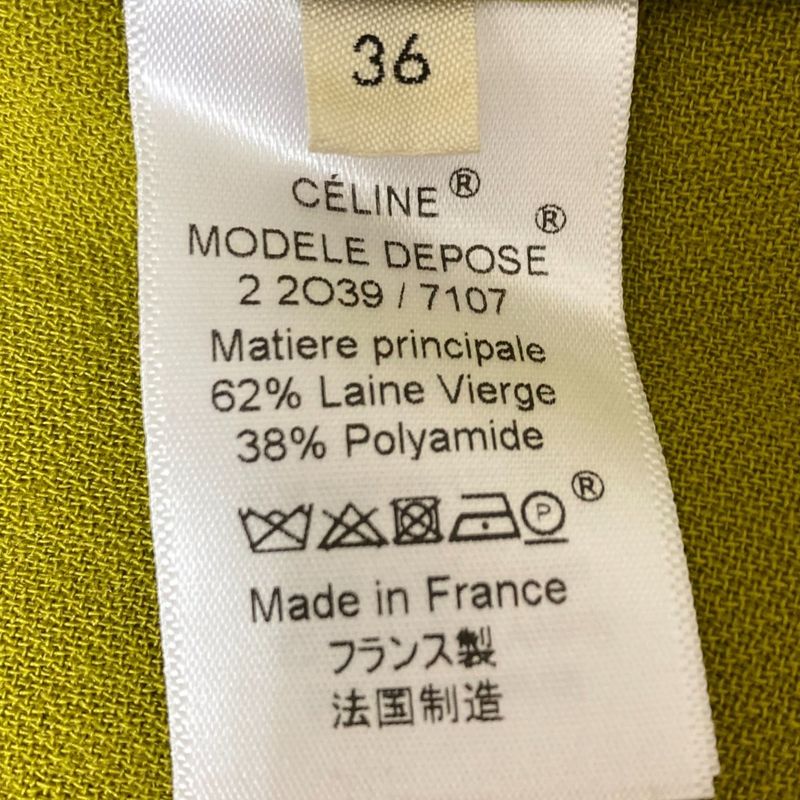 36
CÉLINE®
MODELE DEPOSE®
2 2O39 / 7107
Matiere principale
62% Laine Vierge
38% Polyamide
P ®
Made in France
フランス製
法国制造